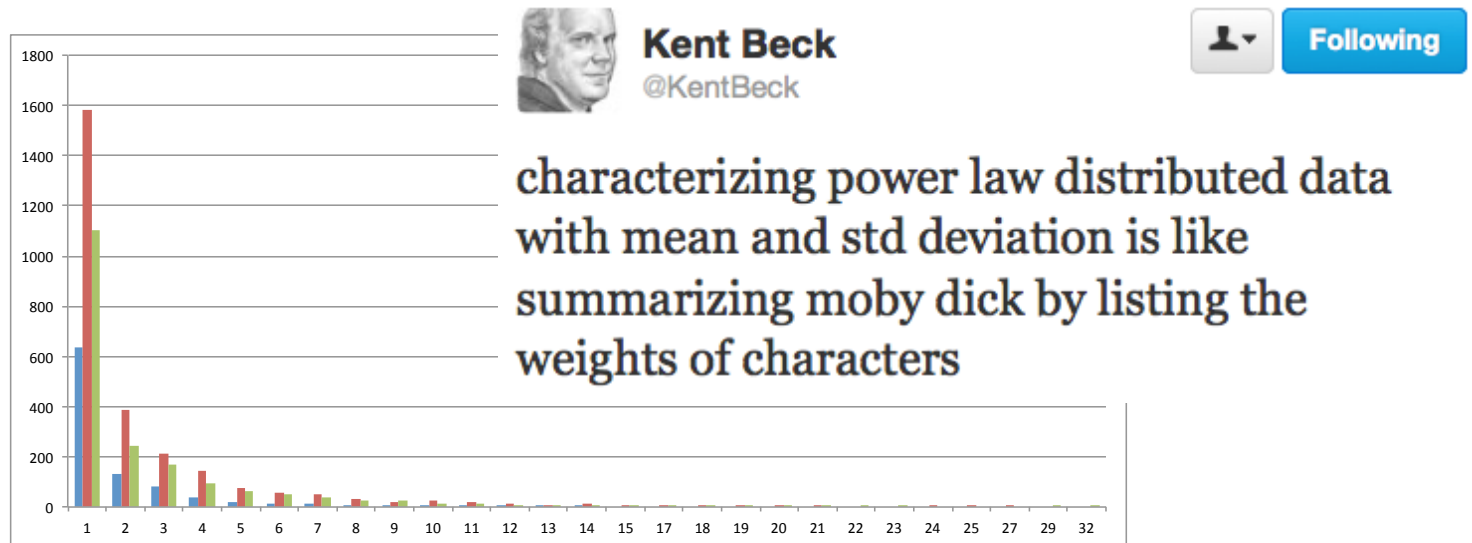 Kent Beck
@KentBeck
Following
characterizing power law distributed data
with mean and std deviation is like
summarizing moby dick by listing the
weights of characters
1800
1600
1400
1200
1000
800
600
400
200
0
1 2 3 4 5 6 7 8 9 10 11 12 13 14 15 17 18 19 20 21 22 23 24 25 27 29 32